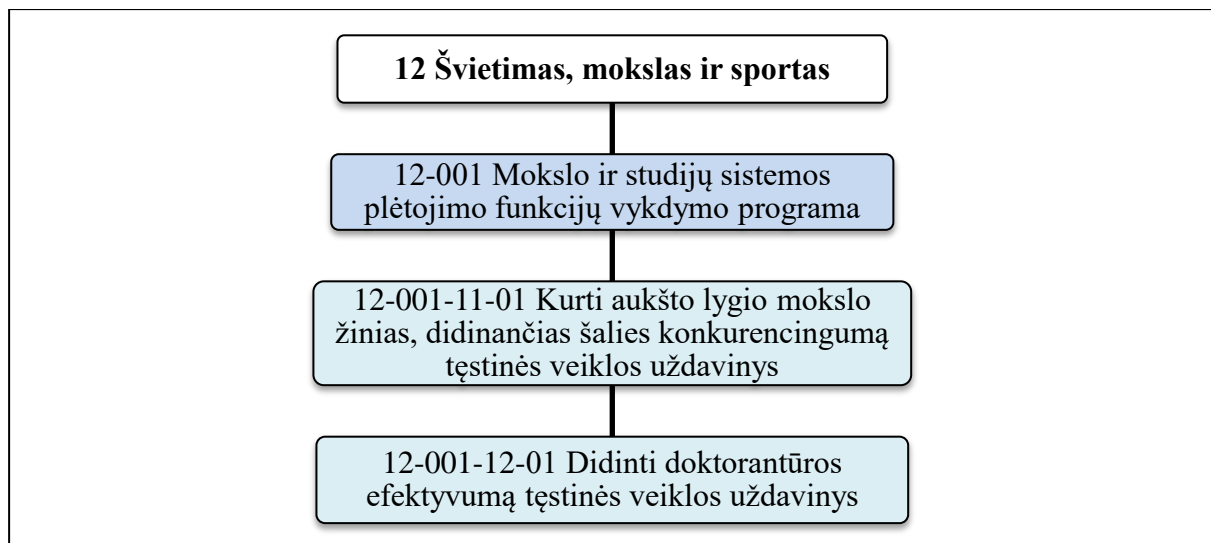 12 Švietimas, mokslas ir sportas
12-001 Mokslo ir studijų sistemos
plėtojimo funkcijų vykdymo programa
12-001-11-01 Kurti aukšto lygio mokslo
žinias, didinančias šalies konkurencingumą
tęstinės veiklos uždavinys
12-001-12-01 Didinti doktorantūros
efektyvumą tęstinės veiklos uždavinys